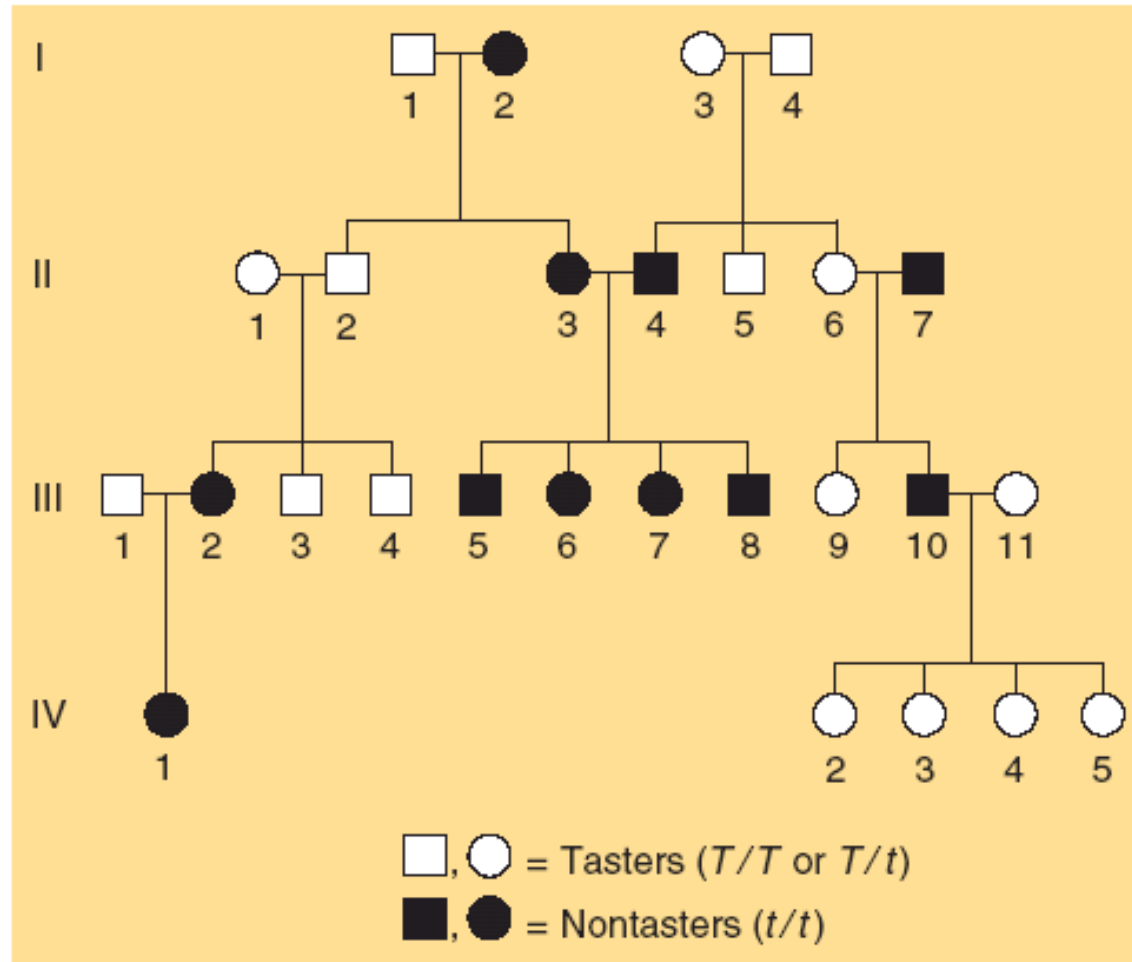 I
1 2 3 4
II
1 2 3 4 5 6 7
III
1 2 3 4 5 6 7 8 9 10 11
IV
1 2 3 4 5
, = Tasters (T/T or T/t)
, = Nontasters (t/t)